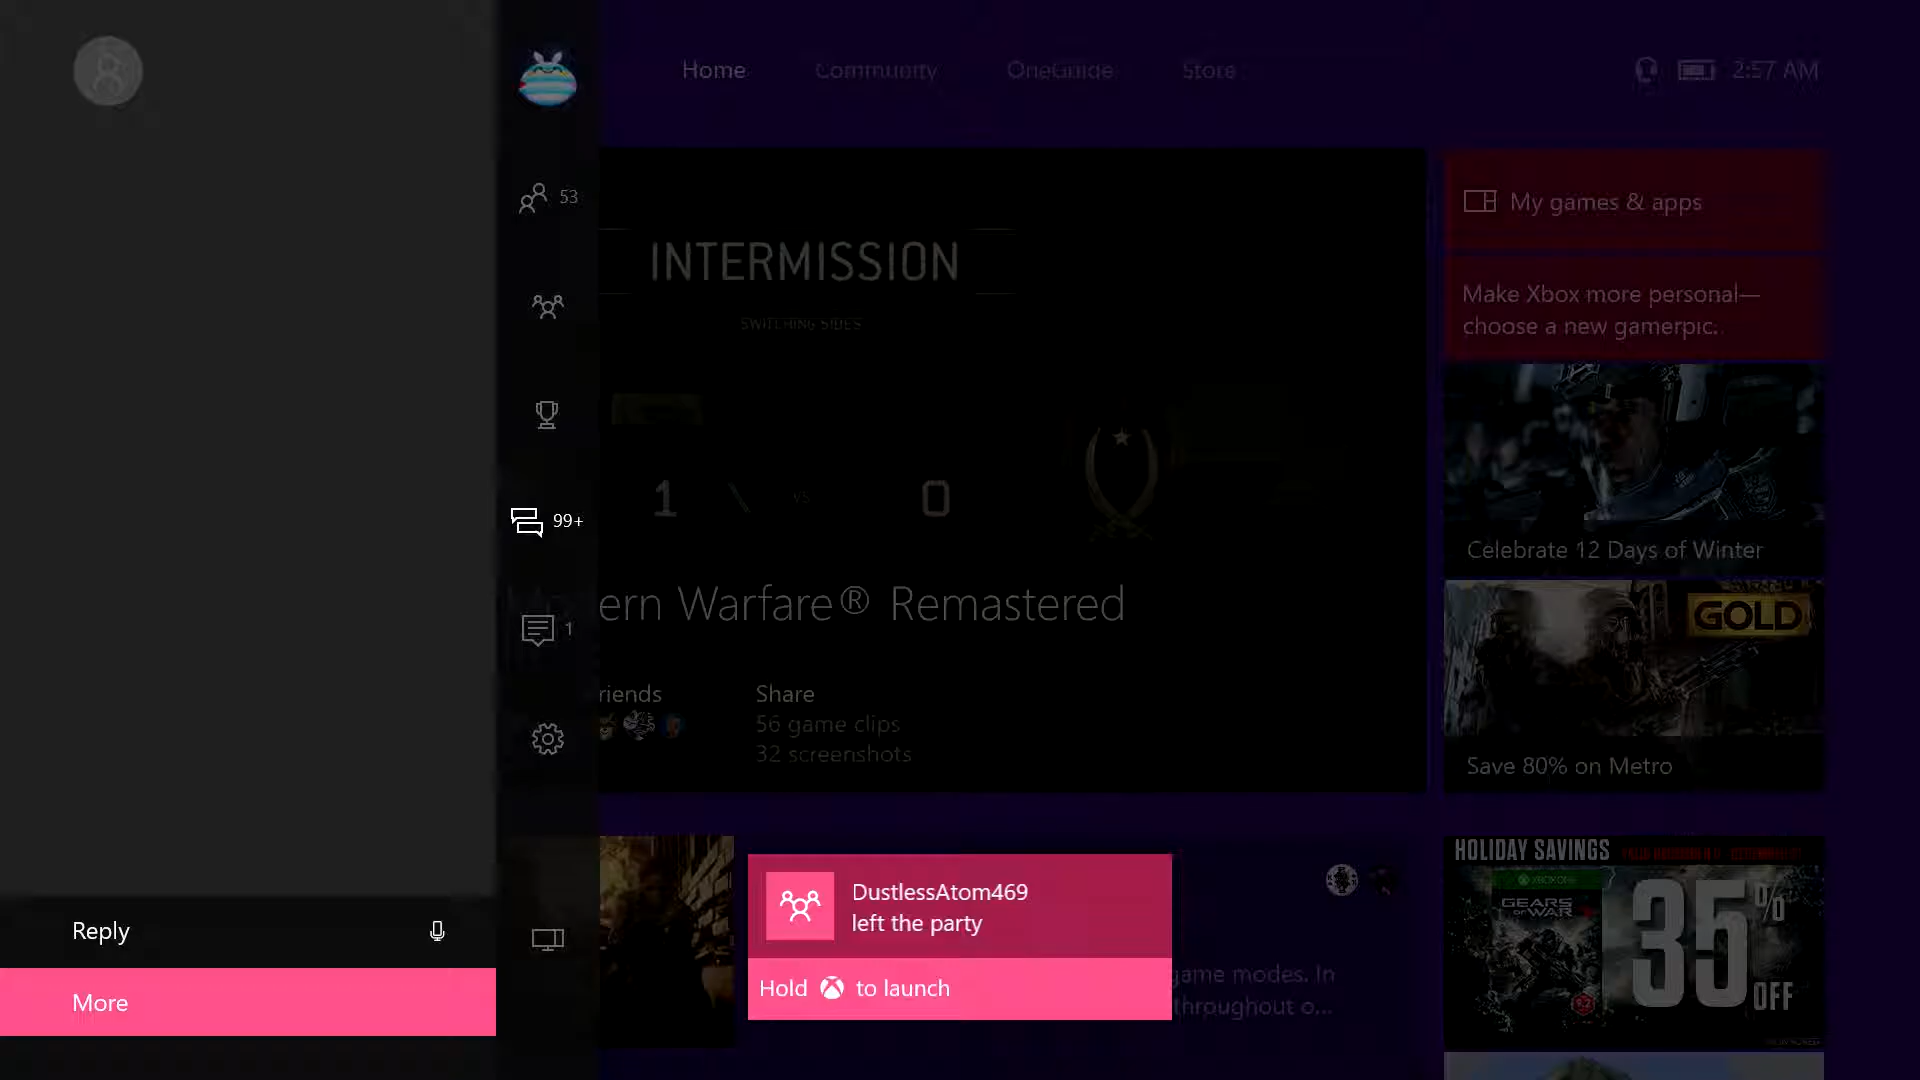 Home
Community
OneGuide
Store
2:57 AM
53
INTERMISSION
SWITCHING SIDES
1
vs
0
99+
1
ern Warfare® Remastered
riends
Share
56 game clips
32 screenshots
My games & apps
Make Xbox more personal—
choose a new gamerpic.
Celebrate 12 Days of Winter
GOLD
Save 80% on Metro
Reply
More
DustlessAtom469
left the party
Hold
to launch
game modes. In
throughout o...
HOLIDAY SAVINGS
XBOX ONE
GEARS
OF WAR
35%
OFF